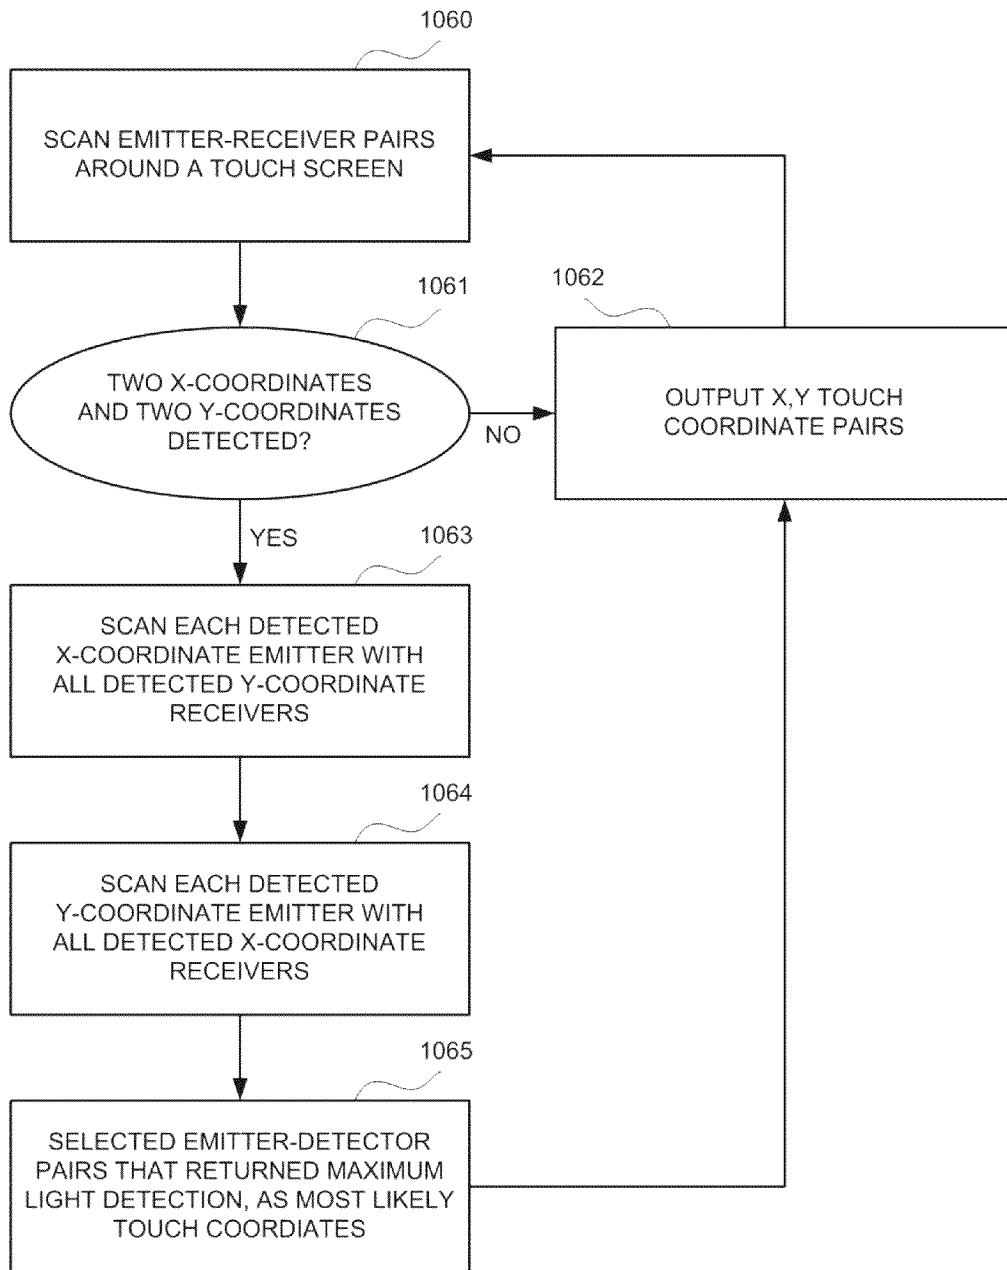 1060
SCAN EMITTER-RECEIVER PAIRS
AROUND A TOUCH SCREEN
1061
TWO X-COORDINATES
AND TWO Y-COORDINATES
DETECTED?
NO
1062
OUTPUT X,Y TOUCH
COORDINATE PAIRS
YES
1063
SCAN EACH DETECTED
X-COORDINATE EMITTER WITH
ALL DETECTED Y-COORDINATE
RECEIVERS
1064
SCAN EACH DETECTED
Y-COORDINATE EMITTER WITH
ALL DETECTED X-COORDINATE
RECEIVERS
1065
SELECTED EMITTER-DETECTOR
PAIRS THAT RETURNED MAXIMUM
LIGHT DETECTION, AS MOST LIKELY
TOUCH COORDIATES